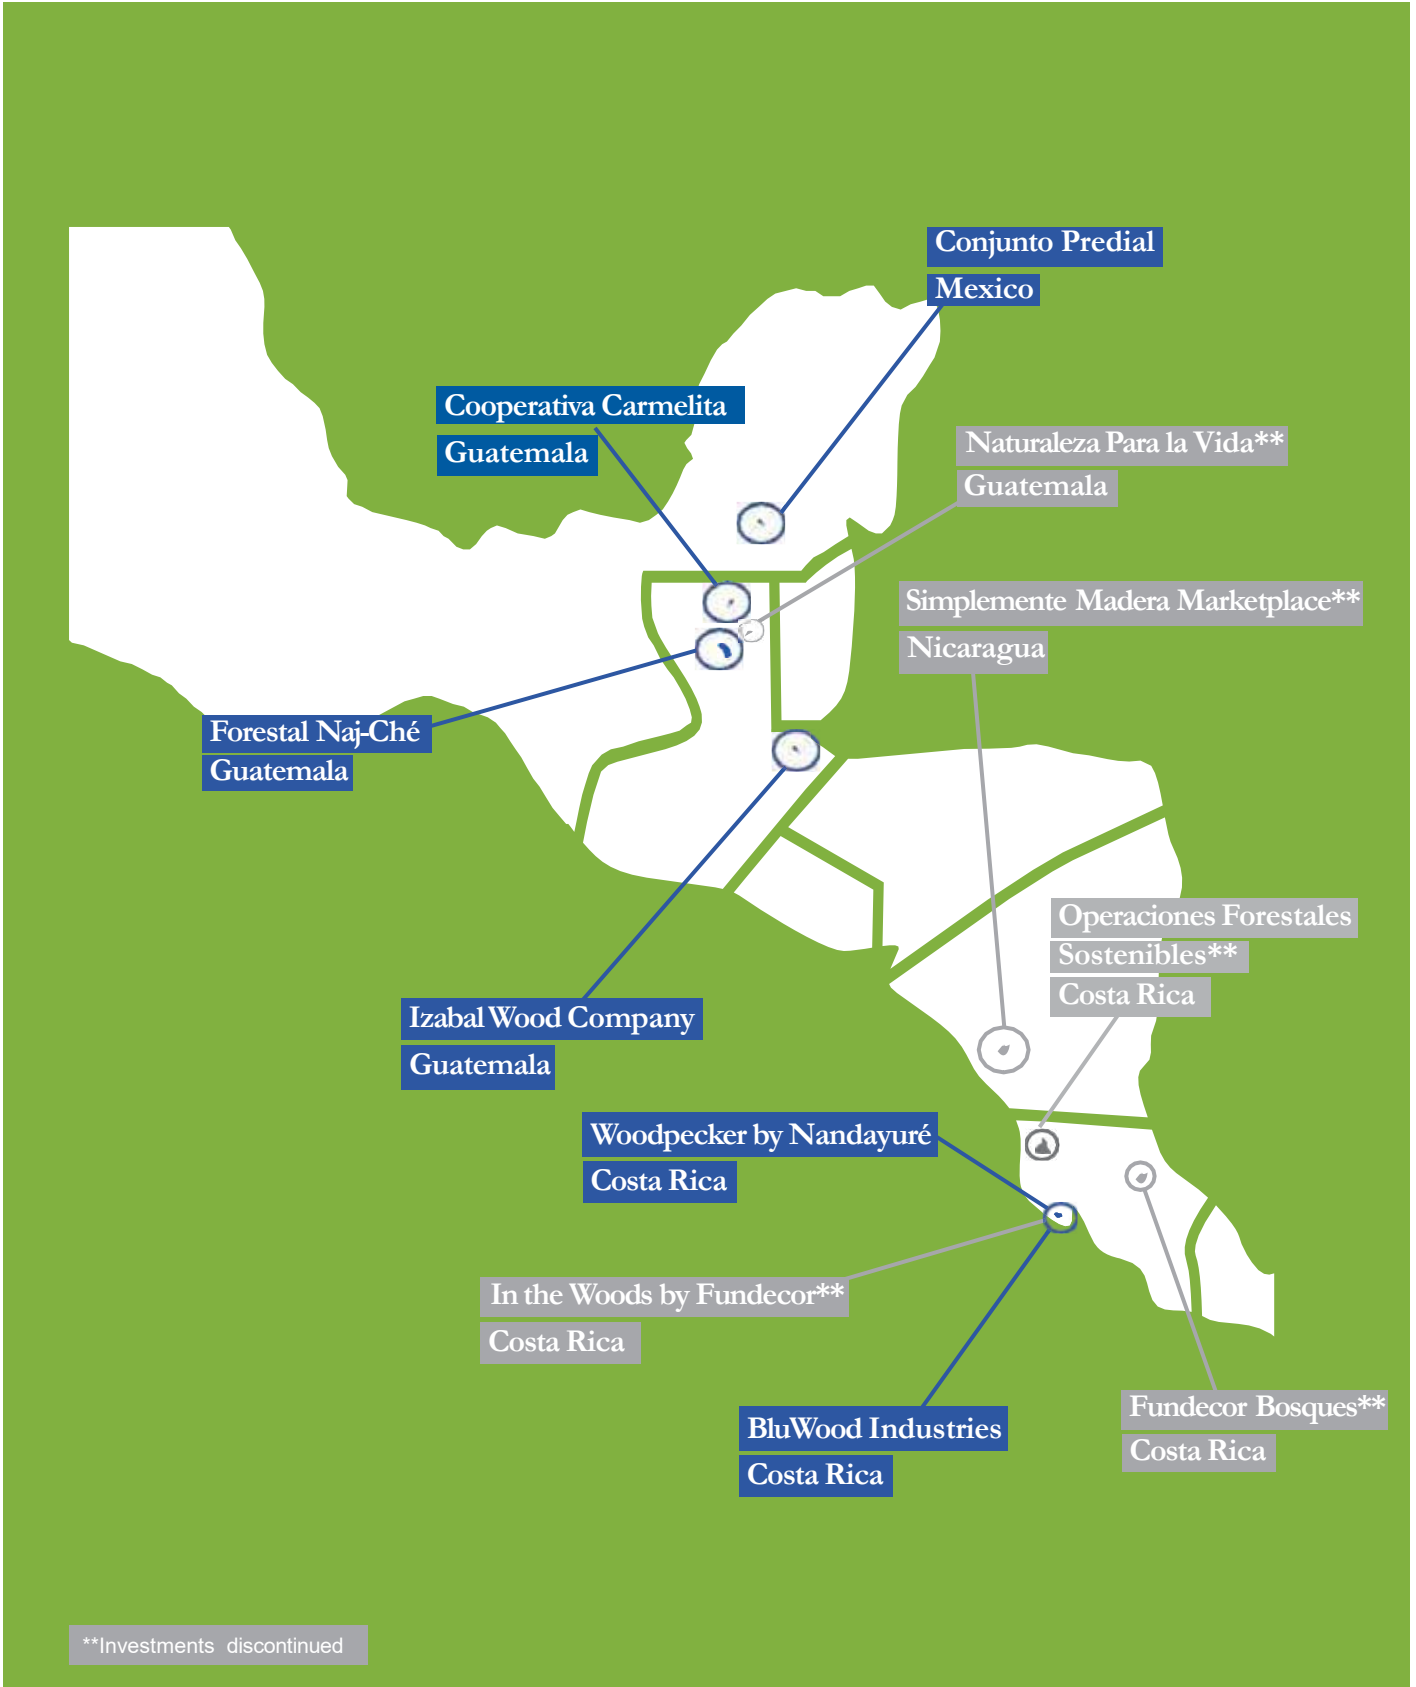 Conjunto Predial
Mexico
Cooperativa Carmelita
Guatemala
Naturaleza Para la Vida**
Guatemala
Simplemente Madera Marketplace**
Nicaragua
Forestal Naj-Ché
Guatemala
Operaciones Forestales
Sostenibles**
Costa Rica
Izabal Wood Company
Guatemala
Woodpecker by Nandayuré
Costa Rica
In the Woods by Fundecor**
Costa Rica
Fundecor Bosques**
Costa Rica
BluWood Industries
Costa Rica
**Investments discontinued